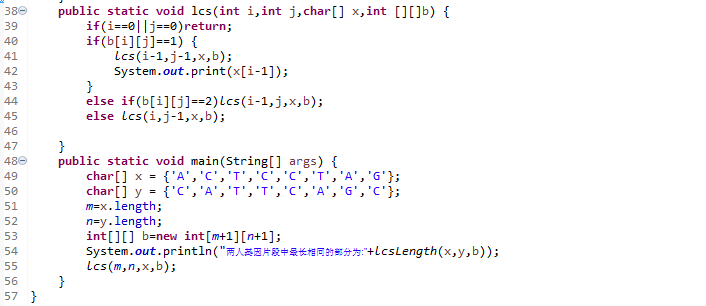 38 public static void lcs(int i,int j,char[] x,int [][]b) {
39 if(i==0||j==0)return;
40 if(b[i][j]==1) {
41 lcs(i-1,j-1,x,b);
42 System.out.print(x[i-1]);
43 }
44 else if(b[i][j]==2)lcs(i-1,j,x,b);
45 else lcs(i,j-1,x,b);
46
47 }
48 public static void main(String[] args) {
49 char[] x = {'A','C','T','C','C','T','A','G'};
50 char[] y = {'C','A','T','T','C','A','G','C'};
51 m=x.length;
52 n=y.length;
53 int[][] b=new int[m+1][n+1];
54 System.out.println("两人基因片段中最长相同的部分为:"+lcsLength(x,y,b));
55 lcs(m,n,x,b);
56 }
57 }